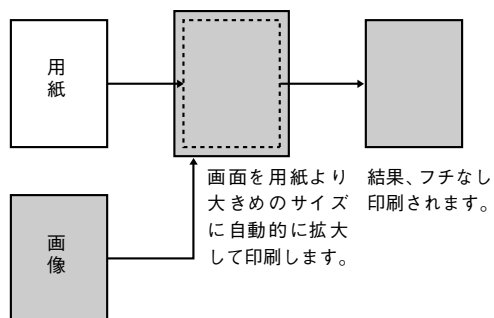 用紙
画像
画面を用紙より
大きめのサイズ
に自動的に拡大
して印刷します。
結果、フチなし
印刷されます。